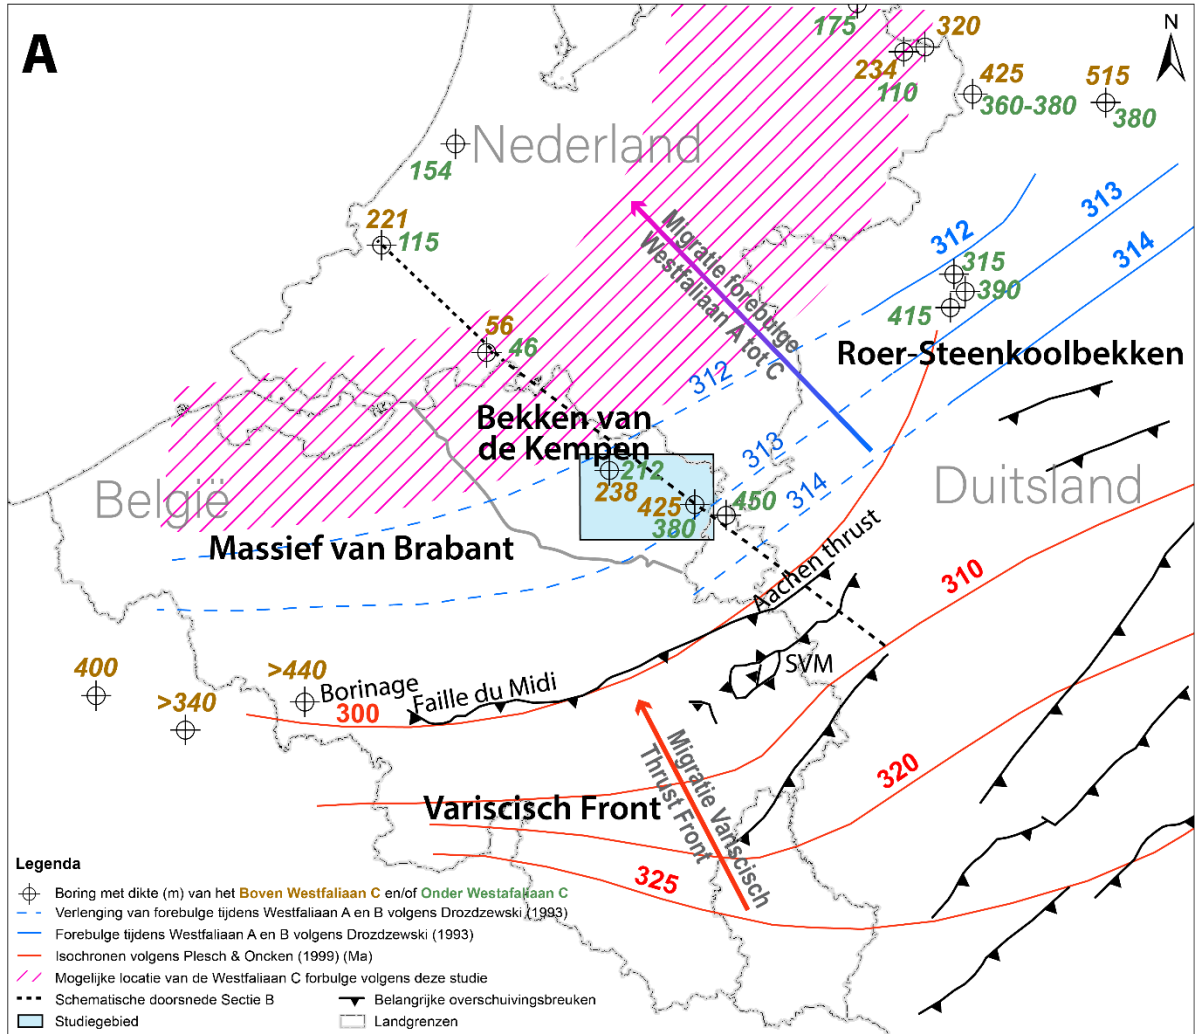 A
N
175
320
234
110
425
360-380
515
380
Nederland
154
221
115
312
313
314
315
390
415
Migratie forebulge
Westfaliaan A tot C
Roer-Steenkoolbekken
56
46
312
Bekken van
de Kempen
313
314
212
238
425
380
450
België
Duitsland
Massief van Brabant
Aachen thrust
310
SVM
400
>340
>440
Borinage
300
Faille du Midi
320
Migratie Variscisch
Thrust Front
Variscisch Front
325
Legenda
Boring met dikte (m) van het Boven Westfaliaan C en/of Onder Westafaliaan C
Verlenging van forebulge tijdens Westfaliaan A en B volgens Drozdzewski (1993)
Forebulge tijdens Westfaliaan A en B volgens Drozdzewski (1993)
Isochronen volgens Plesch & Oncken (1999) (Ma)
Mogelijke locatie van de Westfaliaan C forbulge volgens deze studie
Schematische doorsnede Sectie B
Belangrijke overschuivingsbreuken
Studiegebied
Landgrenzen